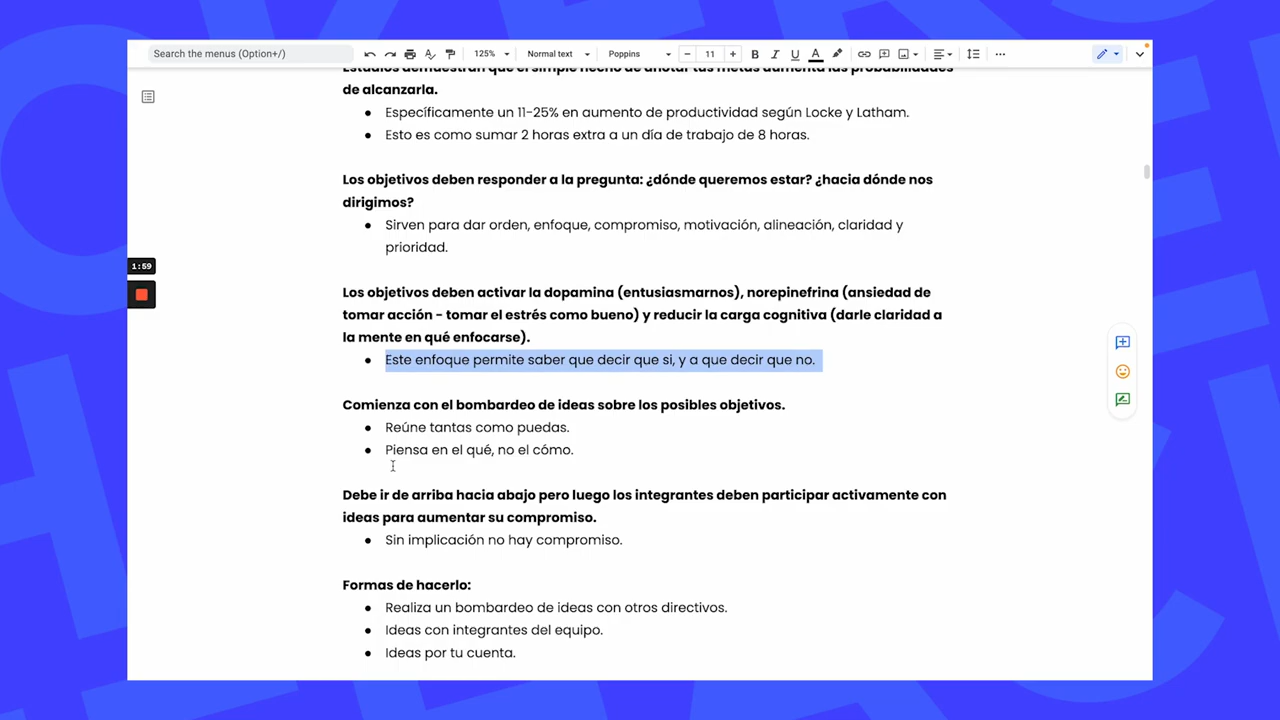 Search the menus (Option+/)
125%
Normal text
Poppins
11
B
I
U
A
Estudios demuestran que el simple hecho de anotar tus metas aumenta las probabilidades
de alcanzarla.
● Específicamente un 11-25% en aumento de productividad según Locke y Latham.
● Esto es como sumar 2 horas extra a un día de trabajo de 8 horas.
Los objetivos deben responder a la pregunta: ¿dónde queremos estar? ¿hacia dónde nos
dirigimos?
● Sirven para dar orden, enfoque, compromiso, motivación, alineación, claridad y
prioridad.
1:59
Los objetivos deben activar la dopamina (entusiasmarnos), norepinefrina (ansiedad de
tomar acción - tomar el estrés como bueno) y reducir la carga cognitiva (darle claridad a
la mente en qué enfocarse).
● Este enfoque permite saber que decir que si, y a que decir que no.
Comienza con el bombardeo de ideas sobre los posibles objetivos.
● Reúne tantas como puedas.
● Piensa en el qué, no el cómo.
Debe ir de arriba hacia abajo pero luego los integrantes deben participar activamente con
ideas para aumentar su compromiso.
● Sin implicación no hay compromiso.
Formas de hacerlo:
● Realiza un bombardeo de ideas con otros directivos.
● Ideas con integrantes del equipo.
● Ideas por tu cuenta.